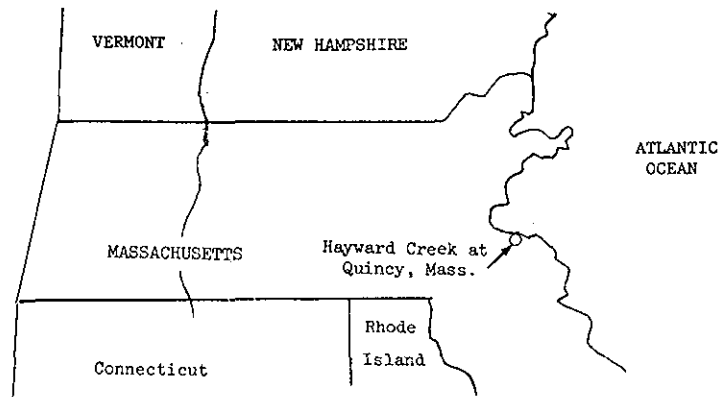 VERMONT
NEW HAMPSHIRE
ATLANTIC
OCEAN
MASSACHUSETTS
Hayward Creek at
Quincy, Mass.
Rhode
Island
Connecticut